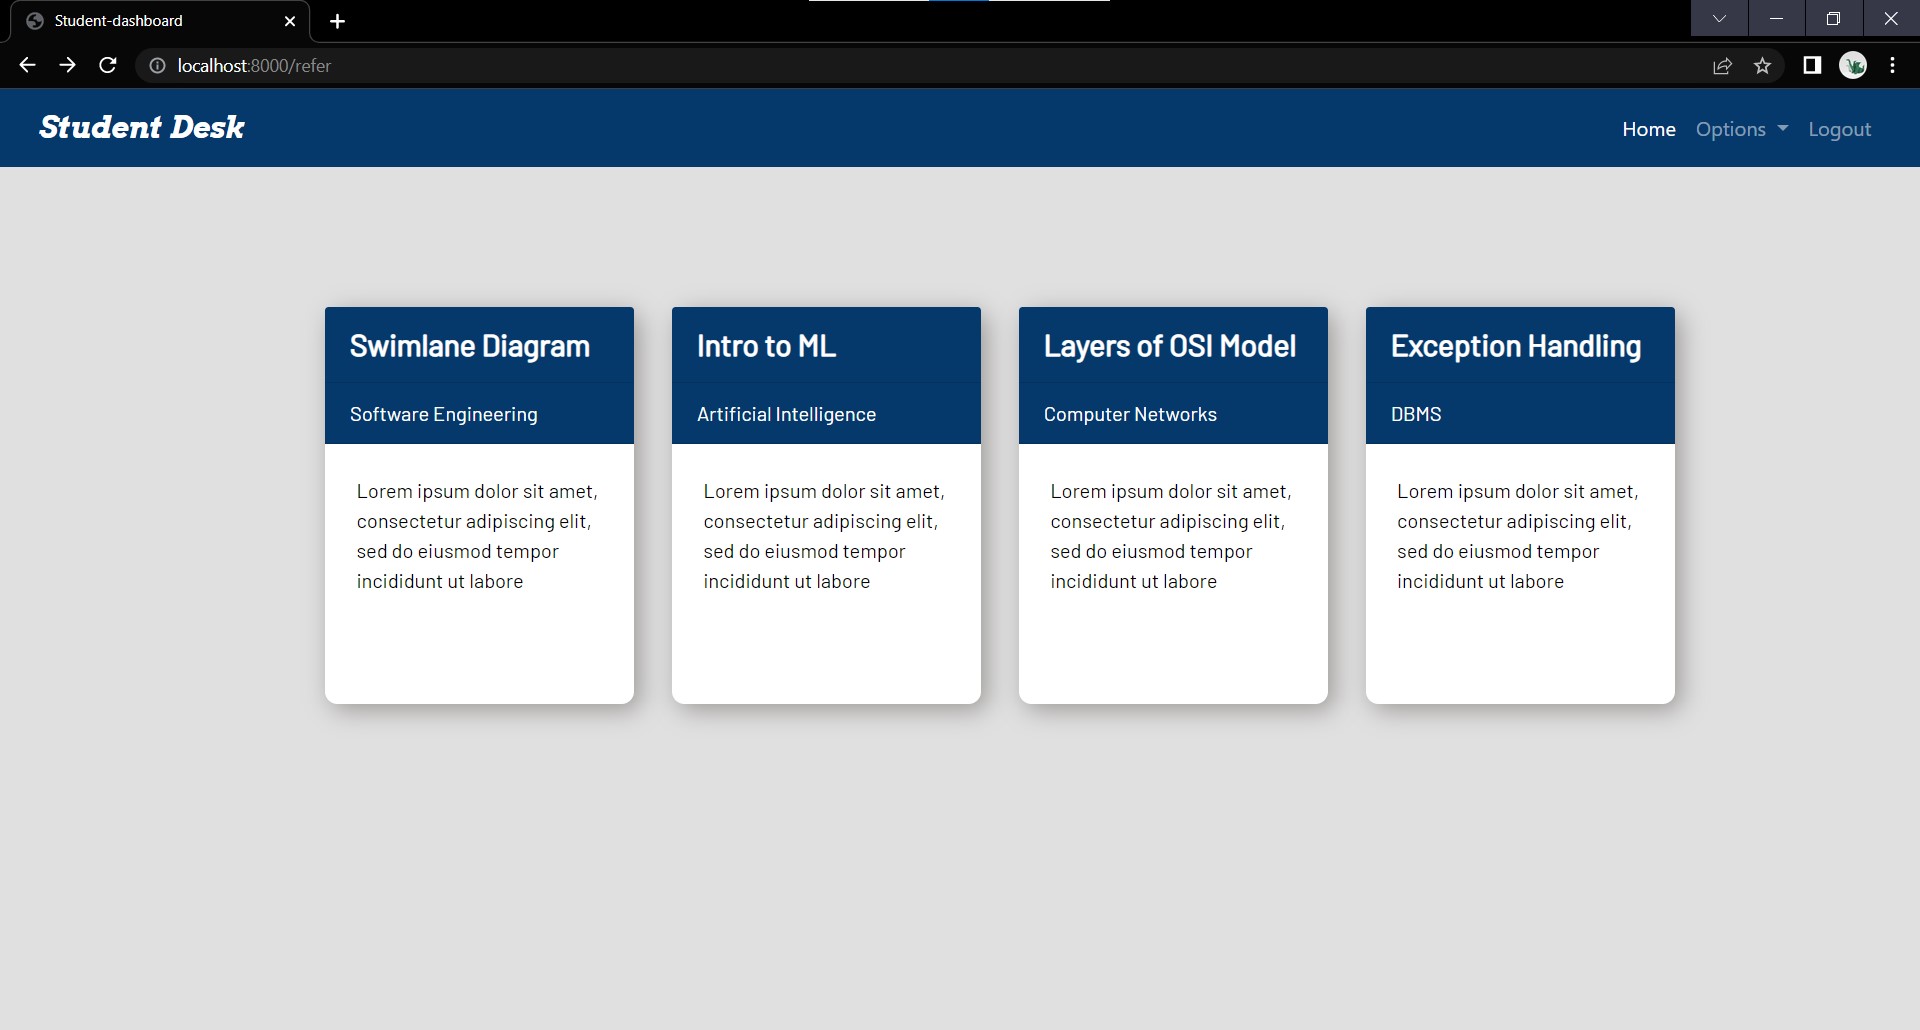 Student-dashboard
localhost:8000/refer
Student Desk
Home Options Logout
Swimlane Diagram
Software Engineering
Lorem ipsum dolor sit amet,
consectetur adipiscing elit,
sed do eiusmod tempor
incididunt ut labore
Intro to ML
Artificial Intelligence
Lorem ipsum dolor sit amet,
consectetur adipiscing elit,
sed do eiusmod tempor
incididunt ut labore
Layers of OSI Model
Computer Networks
Lorem ipsum dolor sit amet,
consectetur adipiscing elit,
sed do eiusmod tempor
incididunt ut labore
Exception Handling
DBMS
Lorem ipsum dolor sit amet,
consectetur adipiscing elit,
sed do eiusmod tempor
incididunt ut labore